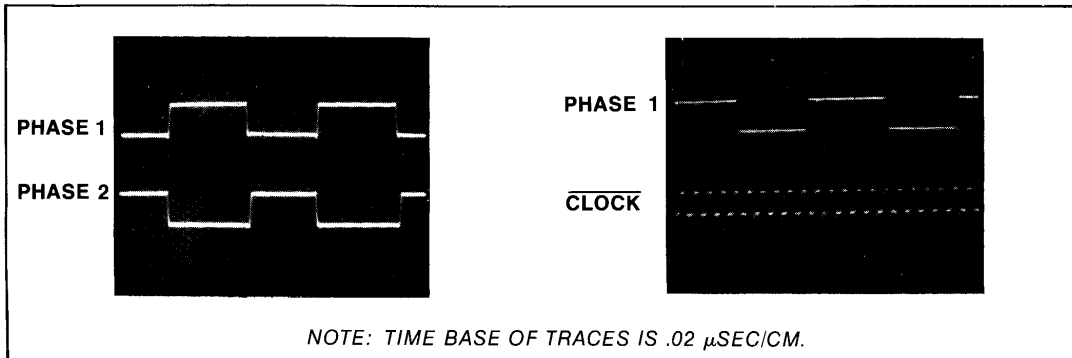 PHASE 1
PHASE 2
PHASE 1
CLOCK
NOTE: TIME BASE OF TRACES IS .02 μSEC/CM.